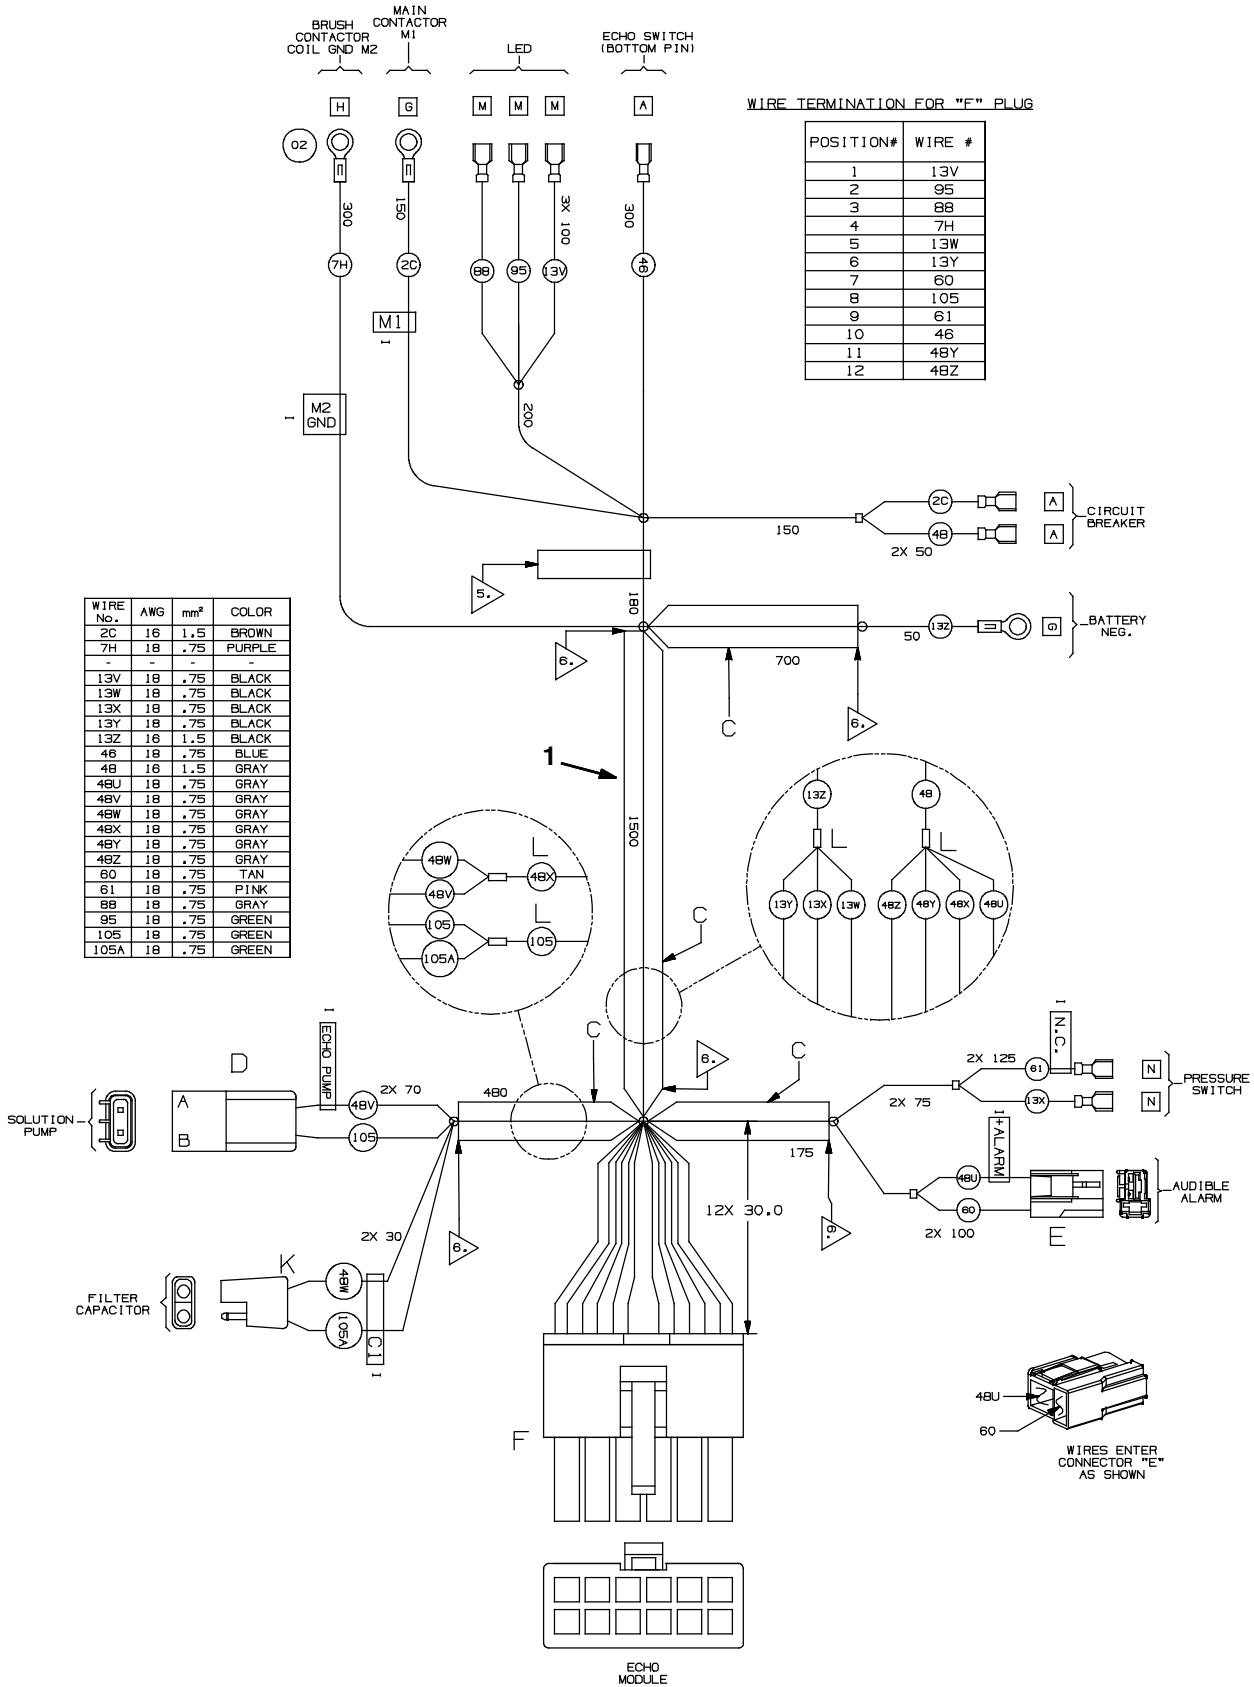 MAIN
CONTACTOR
M1
BRUSH
CONTACTOR
COIL GND M2
LED
ECHO SWITCH
(BOTTOM PIN)
H
G
M
M
M
A
02
300
150
3X 100
300
7H
2C
88
95
13V
46
M1
I
M2
GND
I
200
WIRE TERMINATION FOR "F" PLUG
POSITION# WIRE #
1 13V
2 95
3 88
4 7H
5 13W
6 13Y
7 60
8 105
9 61
10 46
11 48Y
12 48Z
150
2C
48
2X 50
A
A
CIRCUIT
BREAKER
5.
180
6.
C
700
6.
50
13Z
G
BATTERY
NEG.
WIRE No. AWG mm² COLOR
2C 16 1.5 BROWN
7H 18 .75 PURPLE
- - - -
13V 18 .75 BLACK
13W 18 .75 BLACK
13X 18 .75 BLACK
13Y 18 .75 BLACK
13Z 16 1.5 BLACK
46 18 .75 BLUE
48 16 1.5 GRAY
48U 18 .75 GRAY
48V 18 .75 GRAY
48W 18 .75 GRAY
48X 18 .75 GRAY
48Y 18 .75 GRAY
48Z 18 .75 GRAY
60 18 .75 TAN
61 18 .75 PINK
88 18 .75 GRAY
95 18 .75 GREEN
105 18 .75 GREEN
105A 18 .75 GREEN
1
1500
C
48W
48V
L
48X
105
105A
L
105
13Z
48
L
L
13Y
13X
13W
48Z
48Y
48X
48U
SOLUTION
PUMP
D
A
B
I
ECHO PUMP
2X 70
48V
105
480
C
6.
6.
C
175
6.
2X 75
2X 125
61
13X
I
N.C.
N
N
PRESSURE
SWITCH
I
+ALARM
48U
60
2X 100
E
AUDIBLE
ALARM
FILTER
CAPACITOR
K
2X 30
48W
105A
C1
I
12X 30.0
F
ECHO
MODULE
48U
60
WIRES ENTER
CONNECTOR "E"
AS SHOWN